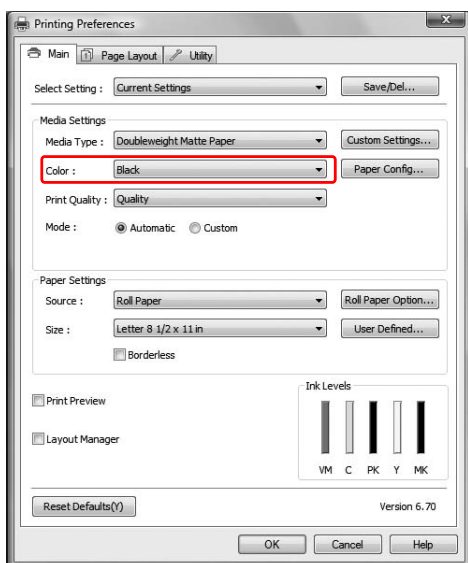 Printing Preferences
Main Page Layout Utility
Select Setting : Current Settings Save/Del...
Media Settings
Media Type : Doubleweight Matte Paper Custom Settings...
Color : Black Paper Config...
Print Quality : Quality
Mode : Automatic Custom
Paper Settings
Source : Roll Paper Roll Paper Option...
Size : Letter 8 1/2 x 11 in User Defined...
Borderless
Print Preview
Layout Manager
Ink Levels
VM C PK Y MK
Reset Defaults(Y) Version 6.70
OK Cancel Help